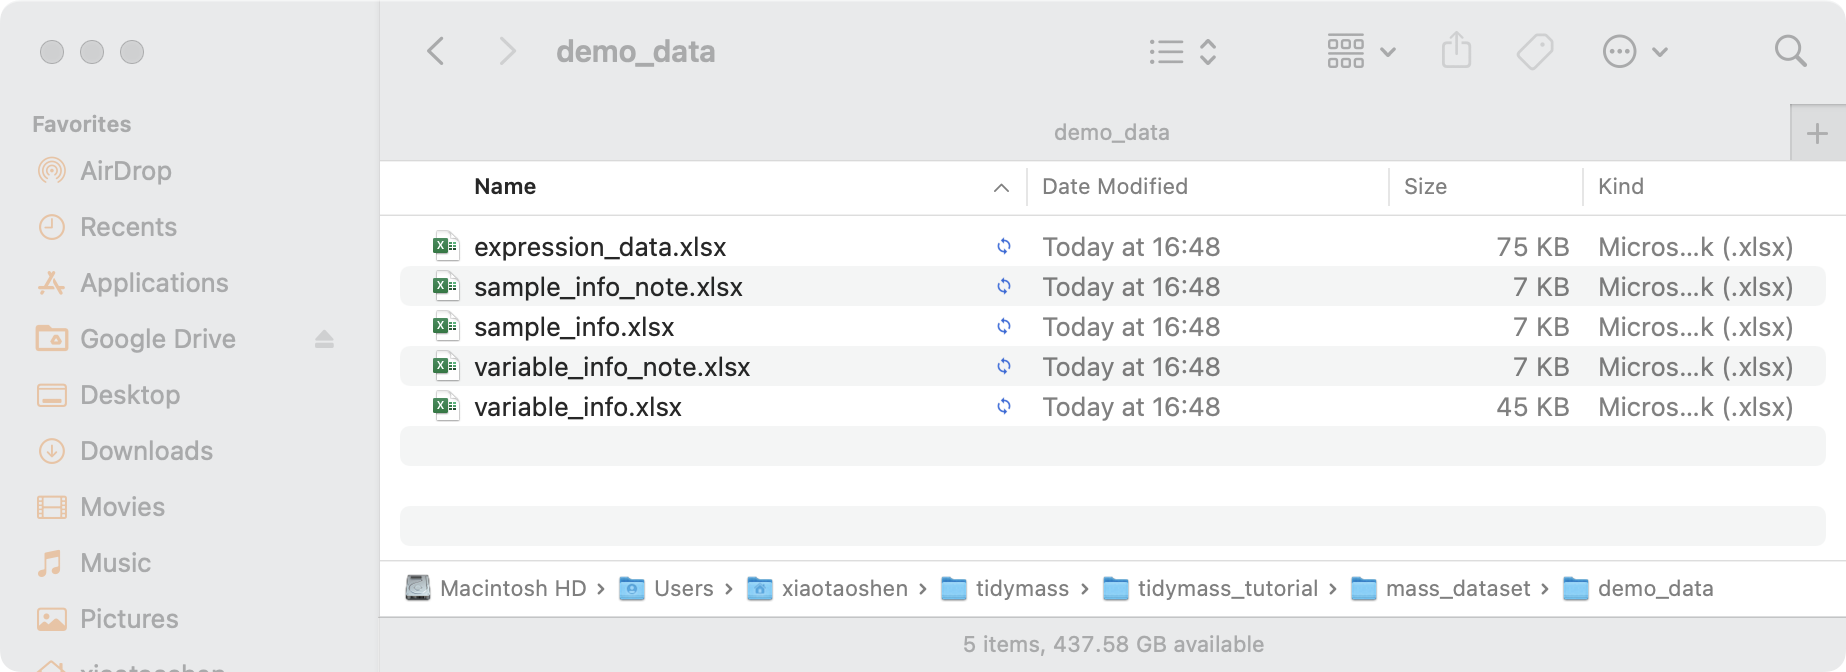 demo_data
Favorites
AirDrop
Recents
Applications
Google Drive
Desktop
Downloads
Movies
Music
Pictures
demo_data
Name Date Modified Size Kind
expression_data.xlsx Today at 16:48 75 KB Micros...k (.xlsx)
sample_info_note.xlsx Today at 16:48 7 KB Micros...k (.xlsx)
sample_info.xlsx Today at 16:48 7 KB Micros...k (.xlsx)
variable_info_note.xlsx Today at 16:48 7 KB Micros...k (.xlsx)
variable_info.xlsx Today at 16:48 45 KB Micros...k (.xlsx)
Macintosh HD › Users › xiaotaoshen › tidymass › tidymass_tutorial › mass_dataset › demo_data
5 items, 437.58 GB available